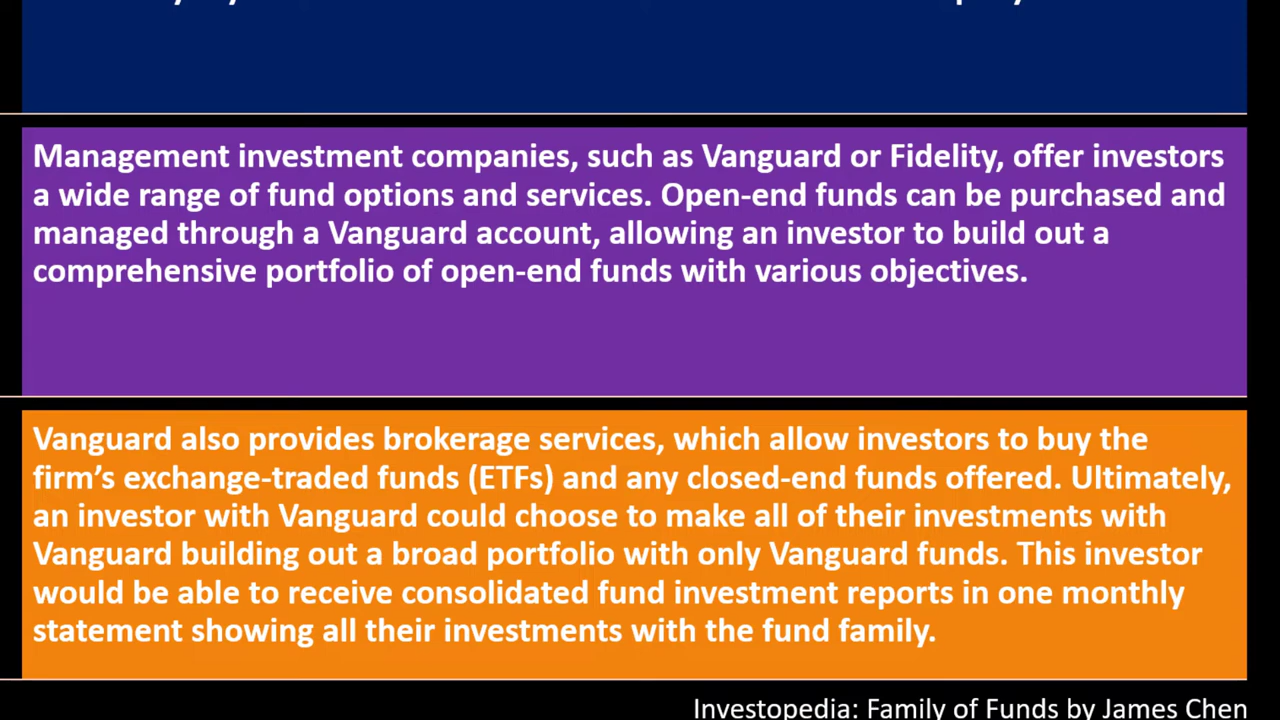 Management investment companies, such as Vanguard or Fidelity, offer investors
a wide range of fund options and services. Open-end funds can be purchased and
managed through a Vanguard account, allowing an investor to build out a
comprehensive portfolio of open-end funds with various objectives.
Vanguard also provides brokerage services, which allow investors to buy the
firm’s exchange-traded funds (ETFs) and any closed-end funds offered. Ultimately,
an investor with Vanguard could choose to make all of their investments with
Vanguard building out a broad portfolio with only Vanguard funds. This investor
would be able to receive consolidated fund investment reports in one monthly
statement showing all their investments with the fund family.
Investopedia: Family of Funds by James Chen